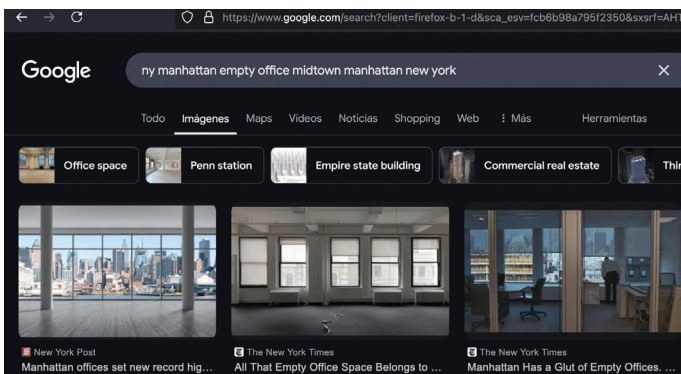 https://www.google.com/search?client=firefox-b-1-d&sca_esv=fcb6b98a795f2350&sxsrf=AHT
Google
ny manhattan empty office midtown manhattan new york
Todo Imágenes Maps Vídeos Noticias Shopping Web Más Herramientas
Office space Penn station Empire state building Commercial real estate Thir
New York Post The New York Times The New York Times
Manhattan offices set new record hig... All That Empty Office Space Belongs to ... Manhattan Has a Glut of Empty Offices. ...